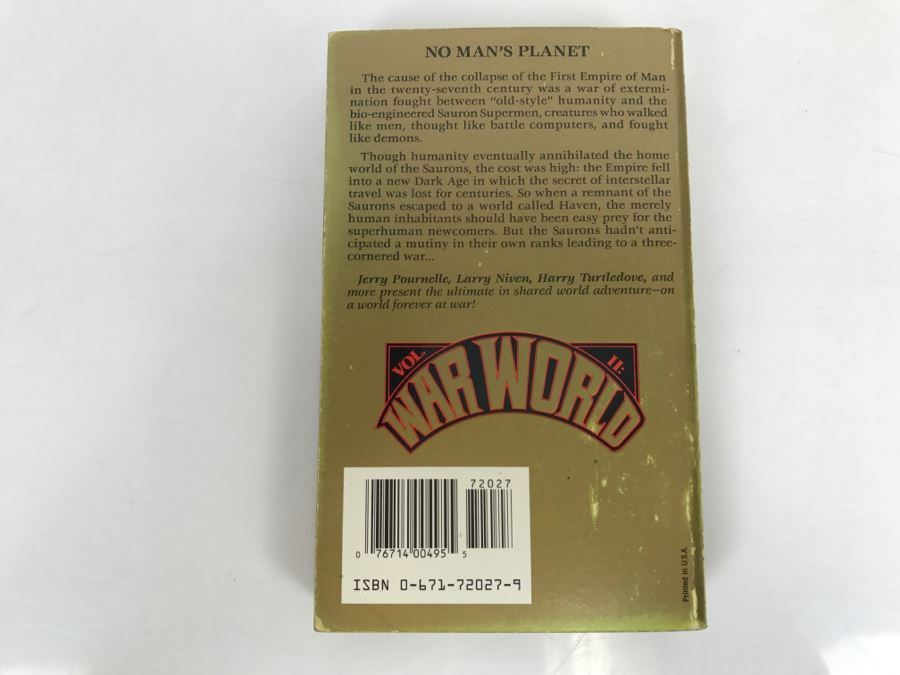 NO MAN'S PLANET
The cause of the collapse of the First Empire of Man
in the twenty-seventh century was a war of extermi-
nation fought between "old-style" humanity and the
bio-engineered Sauron Supermen, creatures who walked
like men, thought like battle computers, and fought
like demons.
Though humanity eventually annihilated the home
world of the Saurons, the cost was high: the Empire fell
into a new Dark Age in which the secret of interstellar
travel was lost for centuries. So when a remnant of the
Saurons escaped to a world called Haven, the merely
human inhabitants should have been easy prey for the
superhuman newcomers. But the Saurons hadn't anti-
cipated a mutiny in their own ranks leading to a three-
cornered war...
Jerry Pournelle, Larry Niven, Harry Turtledove, and
more present the ultimate in shared world adventure—on
a world forever at war!
VOL. II:
WAR WORLD
72027
0 76714 00495 5
ISBN 0-671-72027-9
Printed in U.S.A.